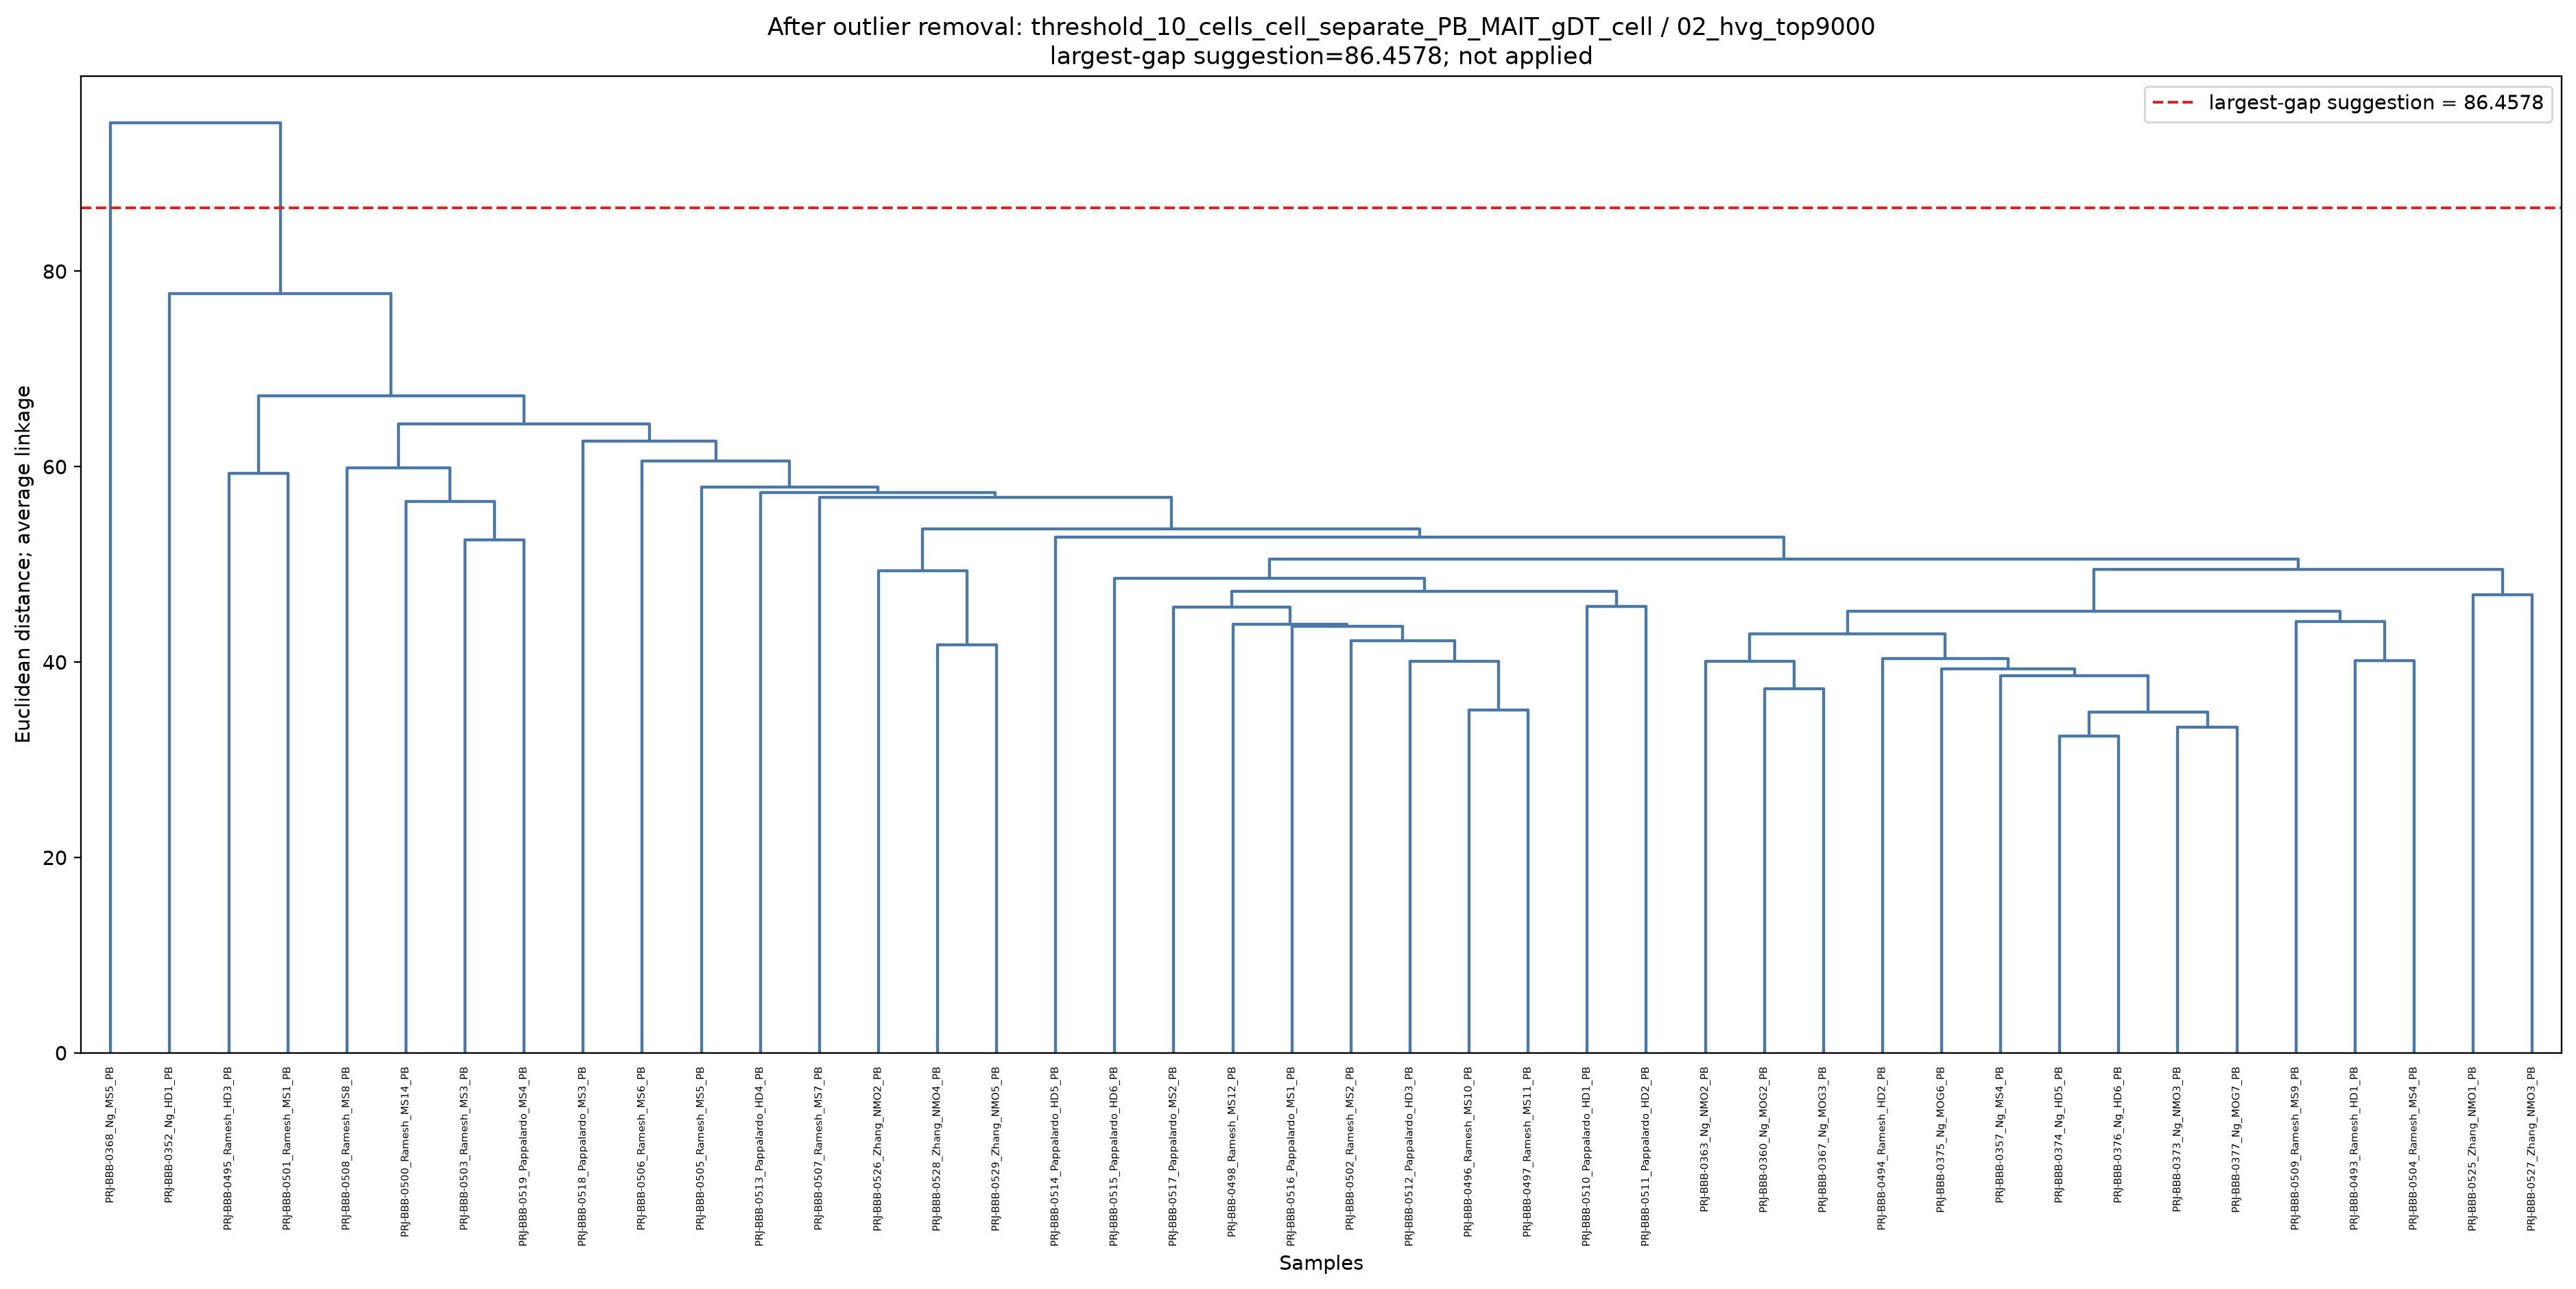 After outlier removal: threshold_10_cells_cell_separate_PB_MAIT_gDT_cell / 02_hvg_top9000
largest-gap suggestion=86.4578; not applied
largest-gap suggestion = 86.4578
Euclidean distance; average linkage
80
60
40
20
0
PRJ-BBB-0368_Ng_MS5_PB
PRJ-BBB-0352_Ng_HD1_PB
PRJ-BBB-0495_Ramesh_HD3_PB
PRJ-BBB-0501_Ramesh_MS1_PB
PRJ-BBB-0508_Ramesh_MS8_PB
PRJ-BBB-0500_Ramesh_MS14_PB
PRJ-BBB-0503_Ramesh_MS3_PB
PRJ-BBB-0519_Pappalardo_MS4_PB
PRJ-BBB-0518_Pappalardo_MS3_PB
PRJ-BBB-0506_Ramesh_MS6_PB
PRJ-BBB-0505_Ramesh_MS5_PB
PRJ-BBB-0513_Pappalardo_HD4_PB
PRJ-BBB-0507_Ramesh_MS7_PB
PRJ-BBB-0526_Zhang_NMO2_PB
PRJ-BBB-0528_Zhang_NMO4_PB
PRJ-BBB-0529_Zhang_NMO5_PB
PRJ-BBB-0514_Pappalardo_HD5_PB
PRJ-BBB-0515_Pappalardo_HD6_PB
PRJ-BBB-0517_Pappalardo_MS2_PB
PRJ-BBB-0498_Ramesh_MS12_PB
PRJ-BBB-0516_Pappalardo_MS1_PB
PRJ-BBB-0502_Ramesh_MS2_PB
PRJ-BBB-0512_Pappalardo_HD3_PB
PRJ-BBB-0496_Ramesh_MS10_PB
PRJ-BBB-0497_Ramesh_MS11_PB
PRJ-BBB-0510_Pappalardo_HD1_PB
PRJ-BBB-0511_Pappalardo_HD2_PB
PRJ-BBB-0363_Ng_NMO2_PB
PRJ-BBB-0360_Ng_MOG2_PB
PRJ-BBB-0367_Ng_MOG3_PB
PRJ-BBB-0494_Ramesh_HD2_PB
PRJ-BBB-0375_Ng_MOG6_PB
PRJ-BBB-0357_Ng_MS4_PB
PRJ-BBB-0374_Ng_HD5_PB
PRJ-BBB-0376_Ng_HD6_PB
PRJ-BBB-0373_Ng_NMO3_PB
PRJ-BBB-0377_Ng_MOG7_PB
PRJ-BBB-0509_Ramesh_MS9_PB
PRJ-BBB-0493_Ramesh_HD1_PB
PRJ-BBB-0504_Ramesh_MS4_PB
PRJ-BBB-0525_Zhang_NMO1_PB
PRJ-BBB-0527_Zhang_NMO3_PB
Samples